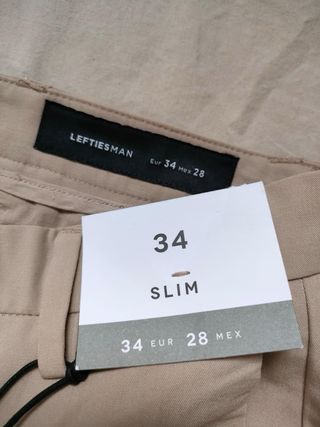 LEFTIESMAN Eur 34 Mex 28
34
SLIM
34 EUR 28 MEX